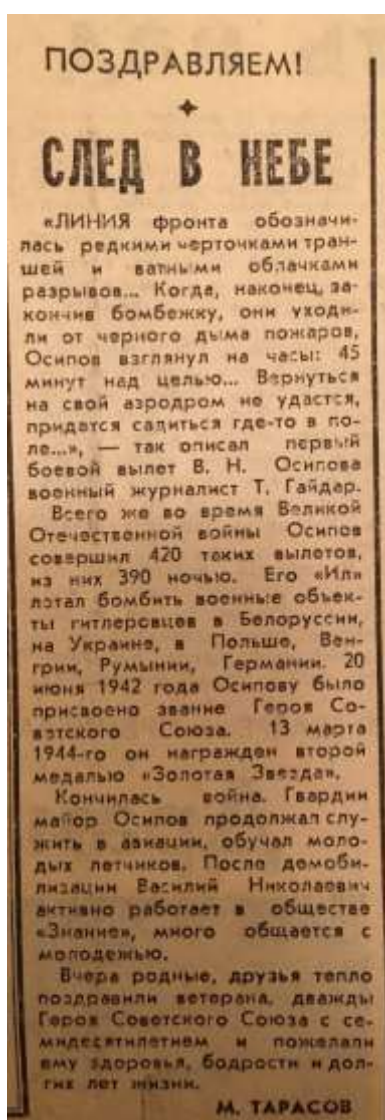 ПОЗДРАВЛЯЕМ!
СЛЕД В НЕБЕ
«ЛИНИЯ фронта обозначи-
лась редкими черточками тран-
шей и ватными облачками
разрывов... Когда, наконец, за-
кончив бомбежку, они уходи-
ли от черного дыма пожаров,
Осипов взглянул на часы: 45
минут над целью... Вернуться
на свой аэродром не удастся,
придется садиться где-то в по-
ле...», — так описал первый
боевой вылет В. Н. Осипова
военный журналист Т. Гайдар.
Всего же во время Великой
Отечественной войны Осипов
совершил 420 таких вылетов,
из них 390 ночью. Его «Ил»
летал бомбить военные объек-
ты гитлеровцев в Белоруссии,
на Украине, в Польше, Вен-
грии, Румынии, Германии. 20
июня 1942 года Осипову было
присвоено звание Героя Со-
ветского Союза. 13 марта
1944-го он награжден второй
медалью «Золотая Звезда».
Кончилась война. Гвардии
майор Осипов продолжал слу-
жить в авиации, обучал моло-
дых летчиков. После демоби-
лизации Василий Николаевич
активно работает в обществе
«Знание», много общается с
молодежью.
Вчера родные, друзья тепло
поздравили ветерана, дважды
Героя Советского Союза с се-
мидесятилетием и пожелали
ему здоровья, бодрости и дол-
гих лет жизни.
М. ТАРАСОВ